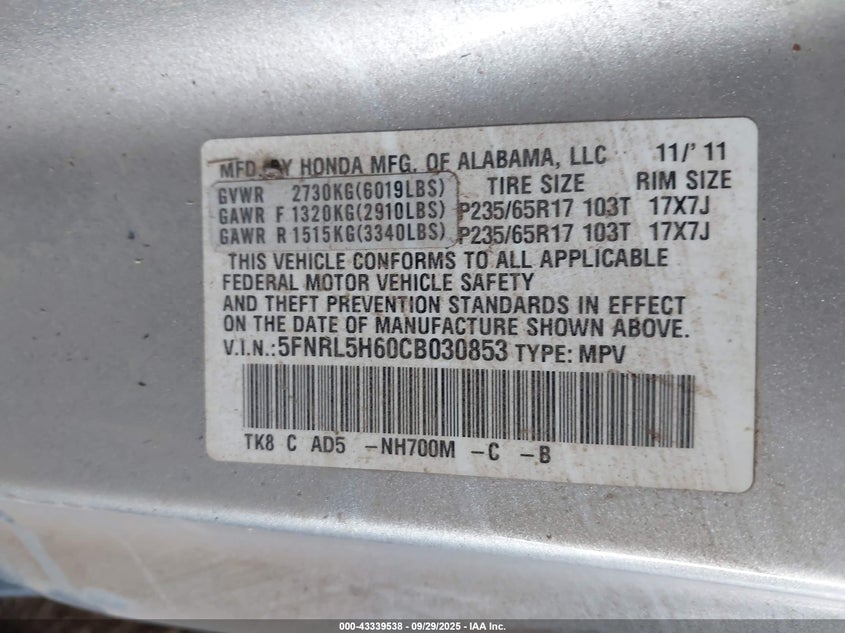 MFD. BY HONDA MFG. OF ALABAMA, LLC 11/'11
GVWR 2730KG(6019LBS) TIRE SIZE RIM SIZE
GAWR F 1320KG(2910LBS) P235/65R17 103T 17X7J
GAWR R 1515KG(3340LBS) P235/65R17 103T 17X7J
THIS VEHICLE CONFORMS TO ALL APPLICABLE
FEDERAL MOTOR VEHICLE SAFETY
AND THEFT PREVENTION STANDARDS IN EFFECT
ON THE DATE OF MANUFACTURE SHOWN ABOVE.
V.I.N.:5FNRL5H60CB030853 TYPE: MPV
TK8 C AD5 -NH700M -C -B
000-43339538 - 09/29/2025 - IAA Inc.